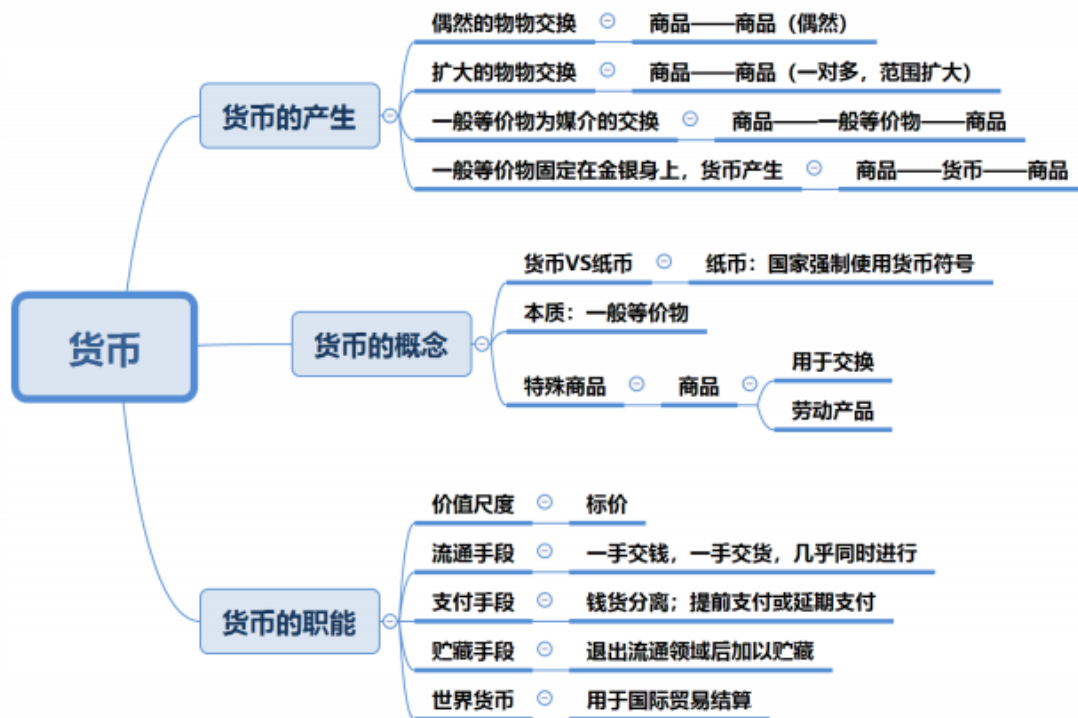 偶然的物物交换
商品——商品（偶然）
扩大的物物交换
商品——商品（一对多，范围扩大）
货币的产生
一般等价物为媒介的交换
商品——一般等价物——商品
一般等价物固定在金银身上，货币产生
商品——货币——商品
货币
货币VS纸币
纸币：国家强制使用货币符号
货币的概念
本质：一般等价物
特殊商品
商品
用于交换
劳动产品
价值尺度
标价
流通手段
一手交钱，一手交货，几乎同时进行
货币的职能
支付手段
钱货分离；提前支付或延期支付
贮藏手段
退出流通领域后加以贮藏
世界货币
用于国际贸易结算